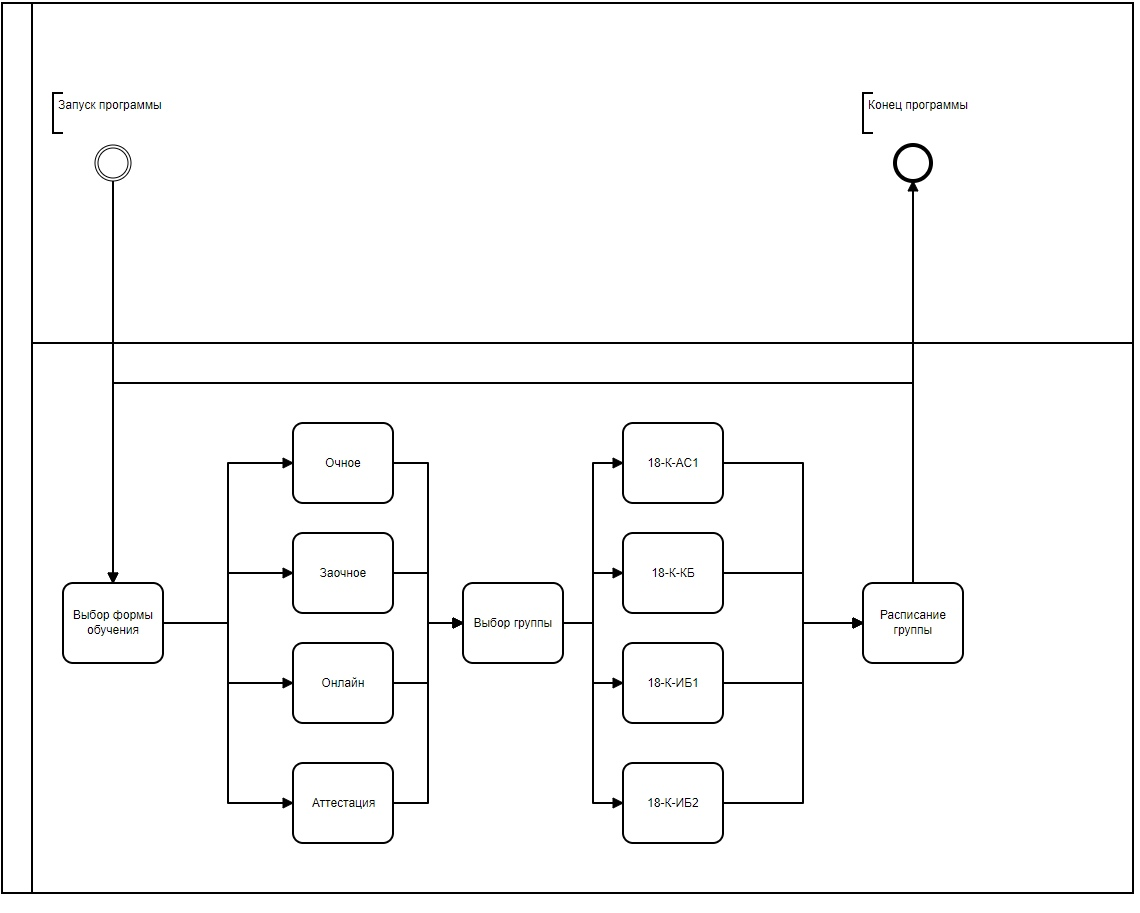 Запуск программы
Конец программы
Очное
18-К-АС1
Заочное
18-К-КБ
Выбор формы
обучения
Выбор группы
Расписание
группы
Онлайн
18-К-ИБ1
Аттестация
18-К-ИБ2